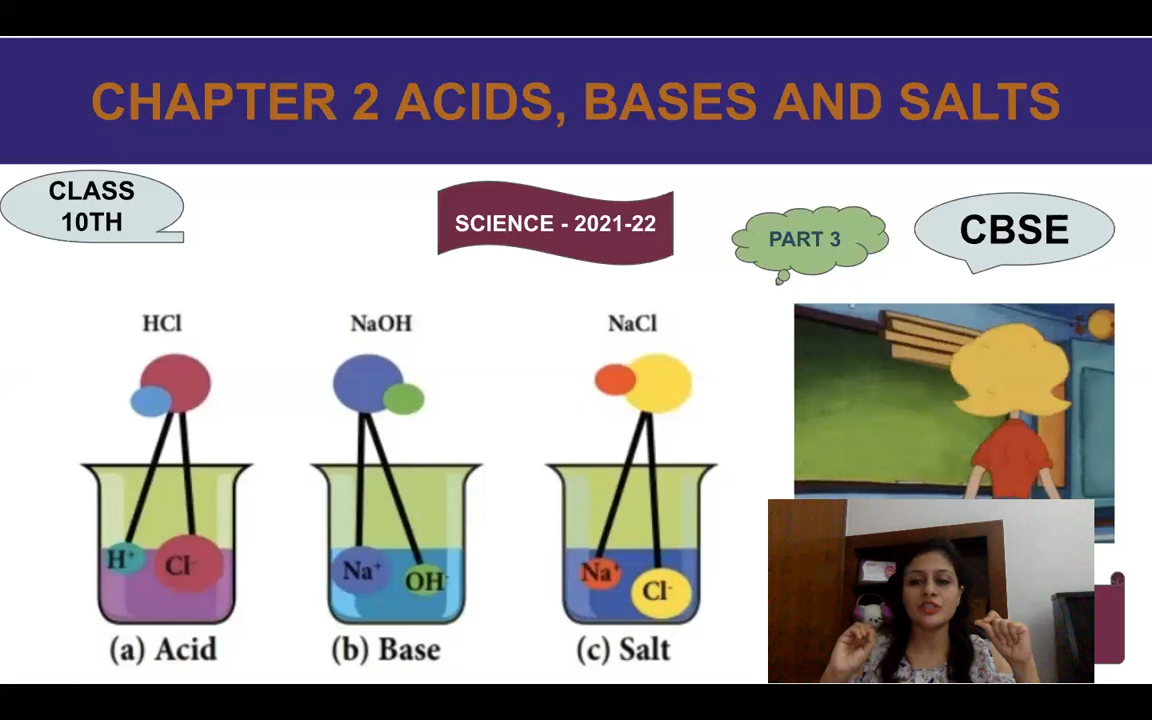 CHAPTER 2 ACIDS, BASES AND SALTS
CLASS
10TH
SCIENCE - 2021-22
PART 3
CBSE
HCl
NaOH
NaCl
H⁺
Cl⁻
Na⁺
OH⁻
Na⁺
Cl⁻
(a) Acid
(b) Base
(c) Salt